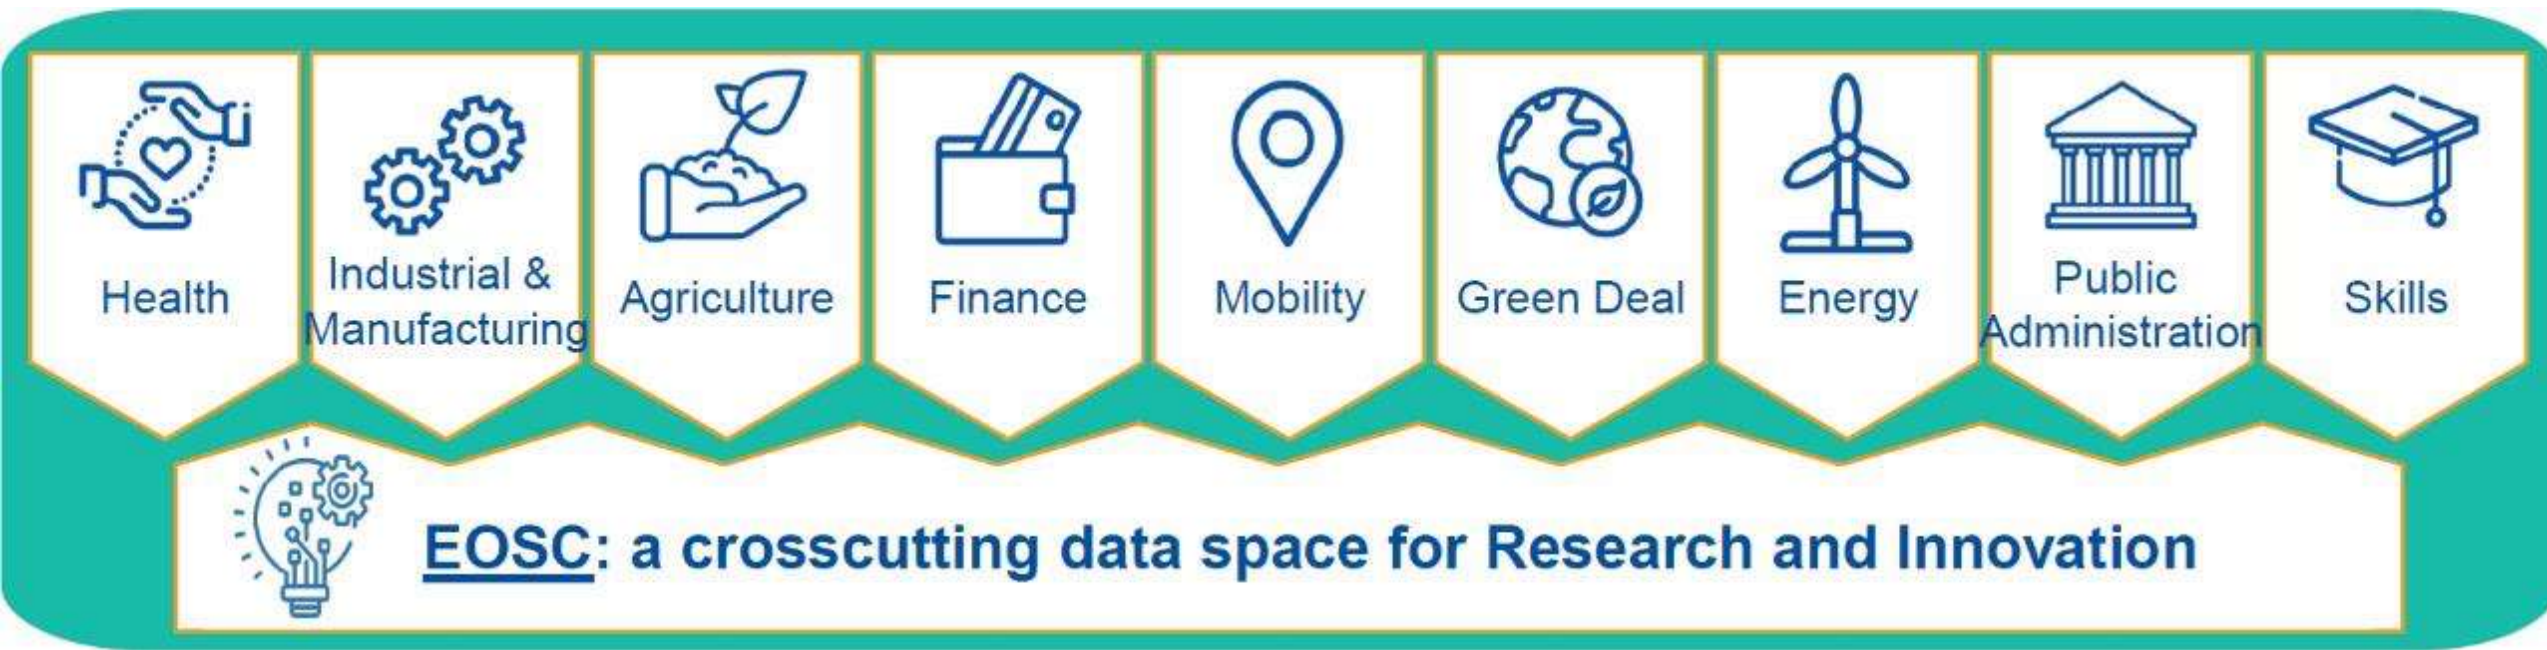 Health
Industrial &
Manufacturing
Agriculture
Finance
Mobility
Green Deal
Energy
Public
Administration
Skills
EOSC: a crosscutting data space for Research and Innovation